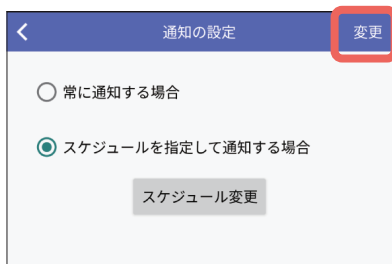 通知の設定 変更
常に通知する場合
スケジュールを指定して通知する場合
スケジュール変更